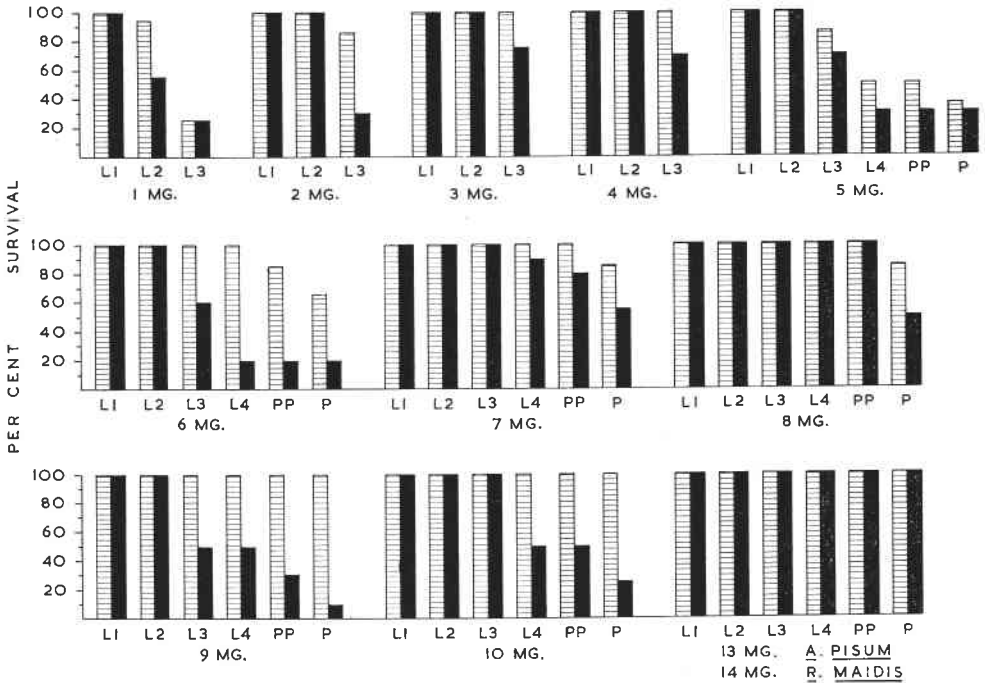 PER CENT SURVIVAL
100
80
60
40
20
L1 L2 L3 L1 L2 L3 L1 L2 L3 L1 L2 L3 L1 L2 L3 L4 PP P
1 MG. 2 MG. 3 MG. 4 MG. 5 MG.
100
80
60
40
20
L1 L2 L3 L4 PP P L1 L2 L3 L4 PP P L1 L2 L3 L4 PP P
6 MG. 7 MG. 8 MG.
100
80
60
40
20
L1 L2 L3 L4 PP P L1 L2 L3 L4 PP P L1 L2 L3 L4 PP P
9 MG. 10 MG. 13 MG. A. PISUM
14 MG. R. MAIDIS